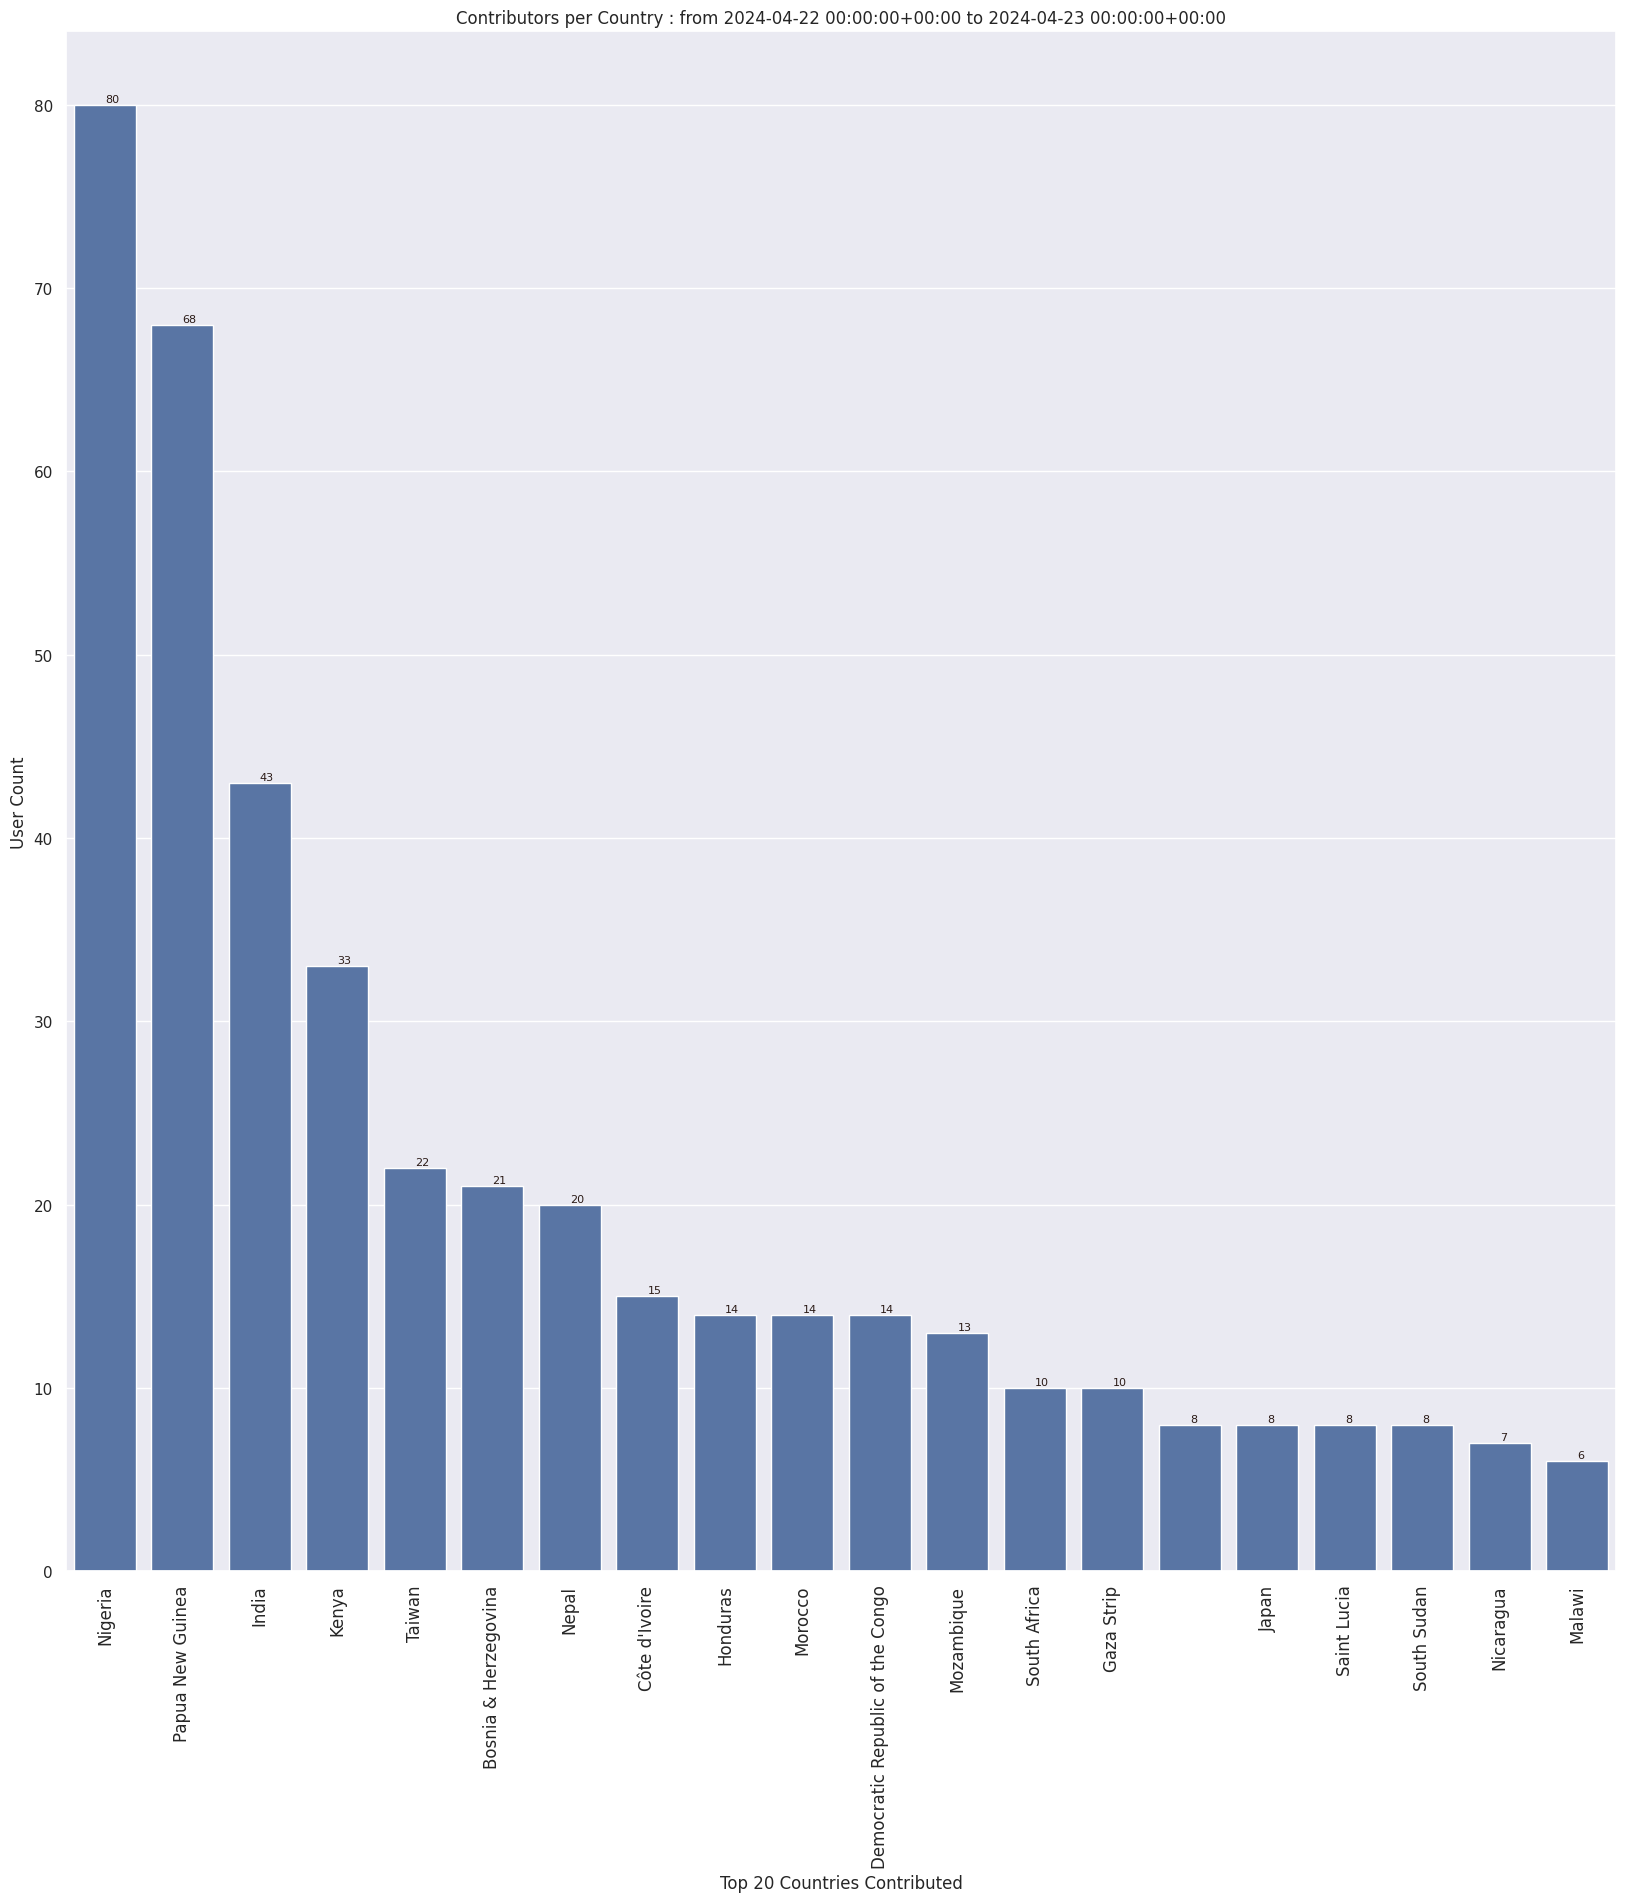 Contributors per Country : from 2024-04-22 00:00:00+00:00 to 2024-04-23 00:00:00+00:00
User Count
80
70
60
50
40
30
20
10
0
80
68
43
33
22
21
20
15
14
14
14
13
10
10
8
8
8
8
7
6
Nigeria
Papua New Guinea
India
Kenya
Taiwan
Bosnia & Herzegovina
Nepal
Côte d'Ivoire
Honduras
Morocco
Democratic Republic of the Congo
Mozambique
South Africa
Gaza Strip
Japan
Saint Lucia
South Sudan
Nicaragua
Malawi
Top 20 Countries Contributed